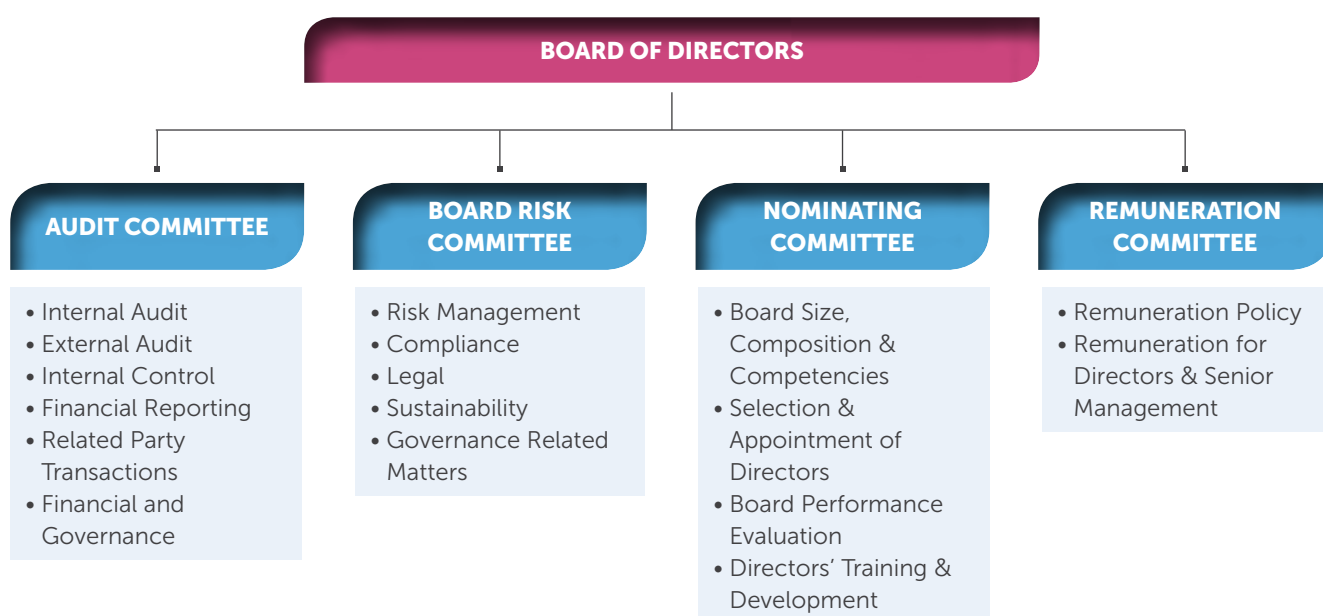 BOARD OF DIRECTORS
AUDIT COMMITTEE
• Internal Audit
• External Audit
• Internal Control
• Financial Reporting
• Related Party
Transactions
• Financial and
Governance
BOARD RISK
COMMITTEE
• Risk Management
• Compliance
• Legal
• Sustainability
• Governance Related
Matters
NOMINATING
COMMITTEE
• Board Size,
Composition &
Competencies
• Selection &
Appointment of
Directors
• Board Performance
Evaluation
• Directors’ Training &
Development
REMUNERATION
COMMITTEE
• Remuneration Policy
• Remuneration for
Directors & Senior
Management